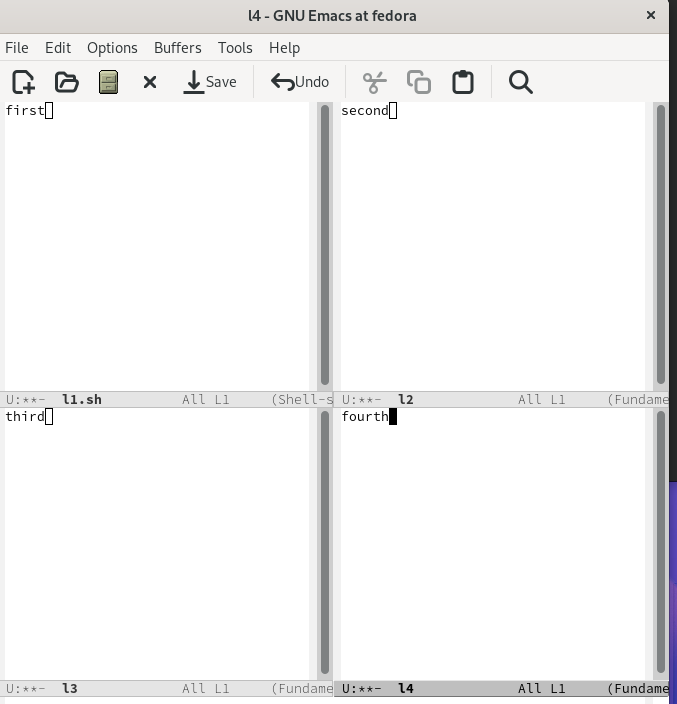 l4 - GNU Emacs at fedora
File Edit Options Buffers Tools Help
Save Undo
first
second
U:**- l1.sh All L1 (Shell-s
U:**- l2 All L1 (Fundame
third
fourth
U:**- l3 All L1 (Fundame
U:**- l4 All L1 (Fundame